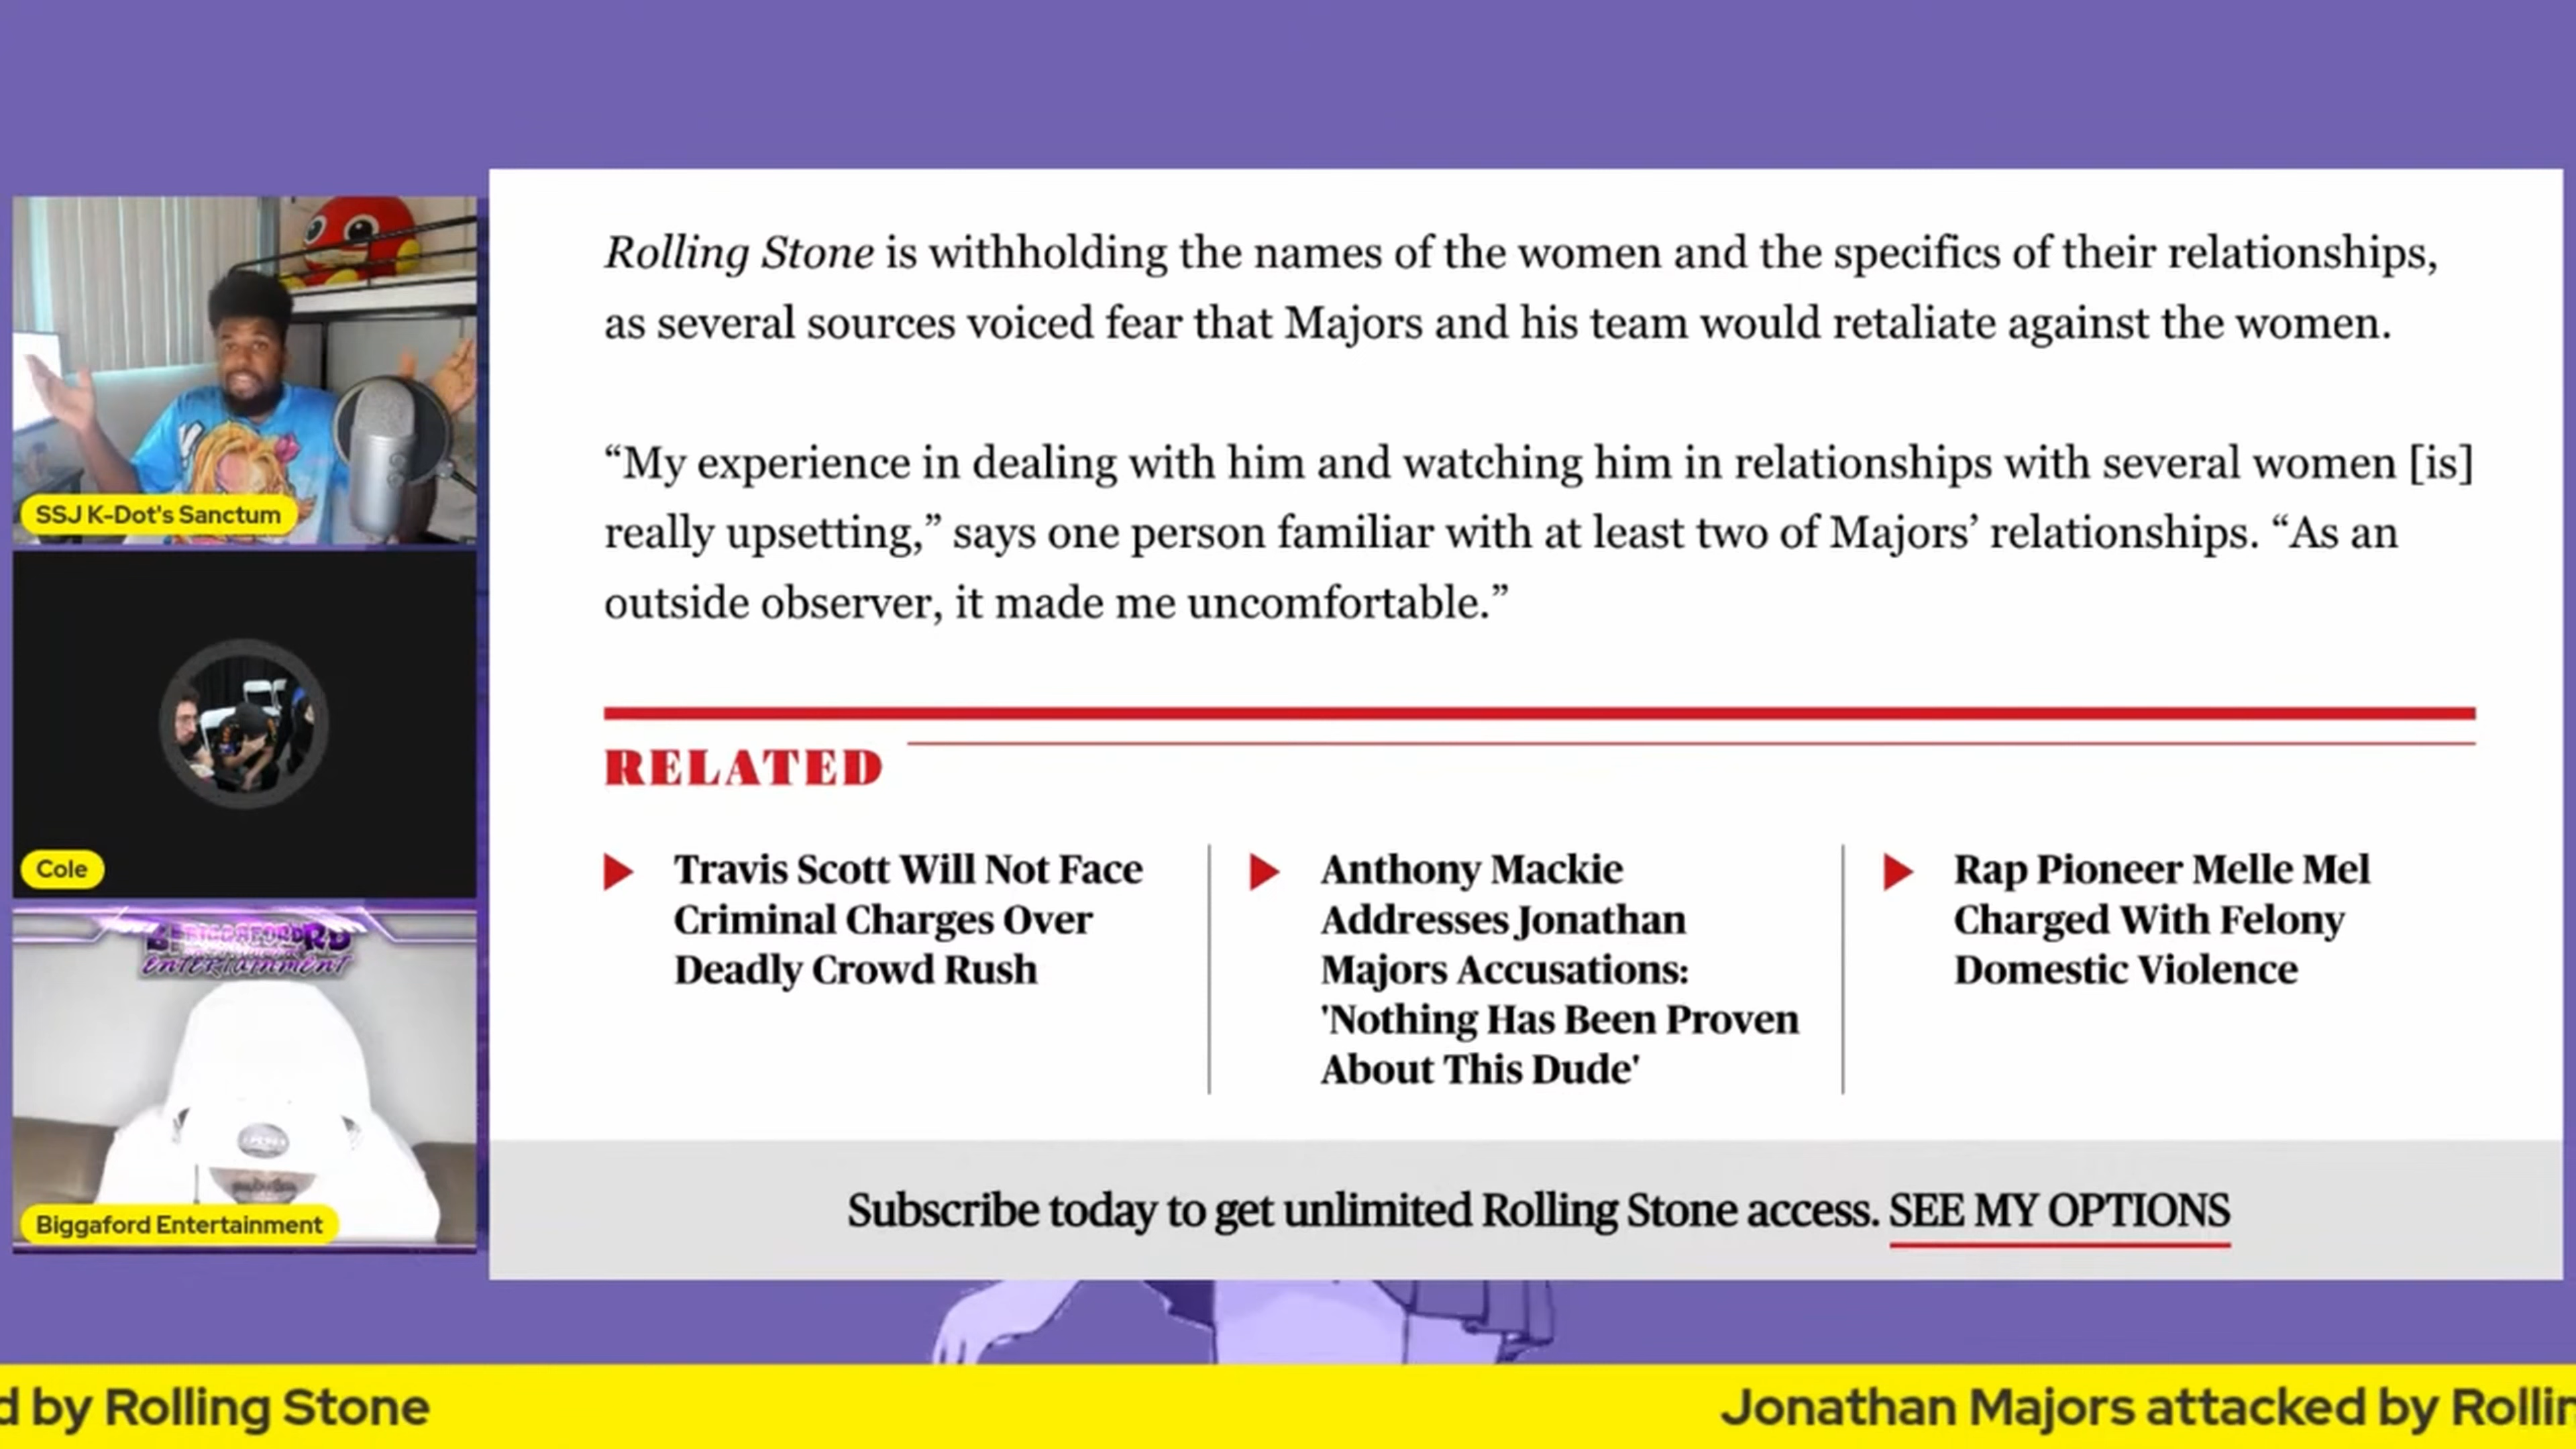 Rolling Stone is withholding the names of the women and the specifics of their relationships,
as several sources voiced fear that Majors and his team would retaliate against the women.
“My experience in dealing with him and watching him in relationships with several women [is]
really upsetting,” says one person familiar with at least two of Majors’ relationships. “As an
outside observer, it made me uncomfortable.”
RELATED
Travis Scott Will Not Face
Criminal Charges Over
Deadly Crowd Rush
Anthony Mackie
Addresses Jonathan
Majors Accusations:
'Nothing Has Been Proven
About This Dude'
Rap Pioneer Melle Mel
Charged With Felony
Domestic Violence
Subscribe today to get unlimited Rolling Stone access. SEE MY OPTIONS
SSJ K-Dot's Sanctum
Cole
ENTERTAINMENT
Biggaford Entertainment
d by Rolling Stone
Jonathan Majors attacked by Rollin